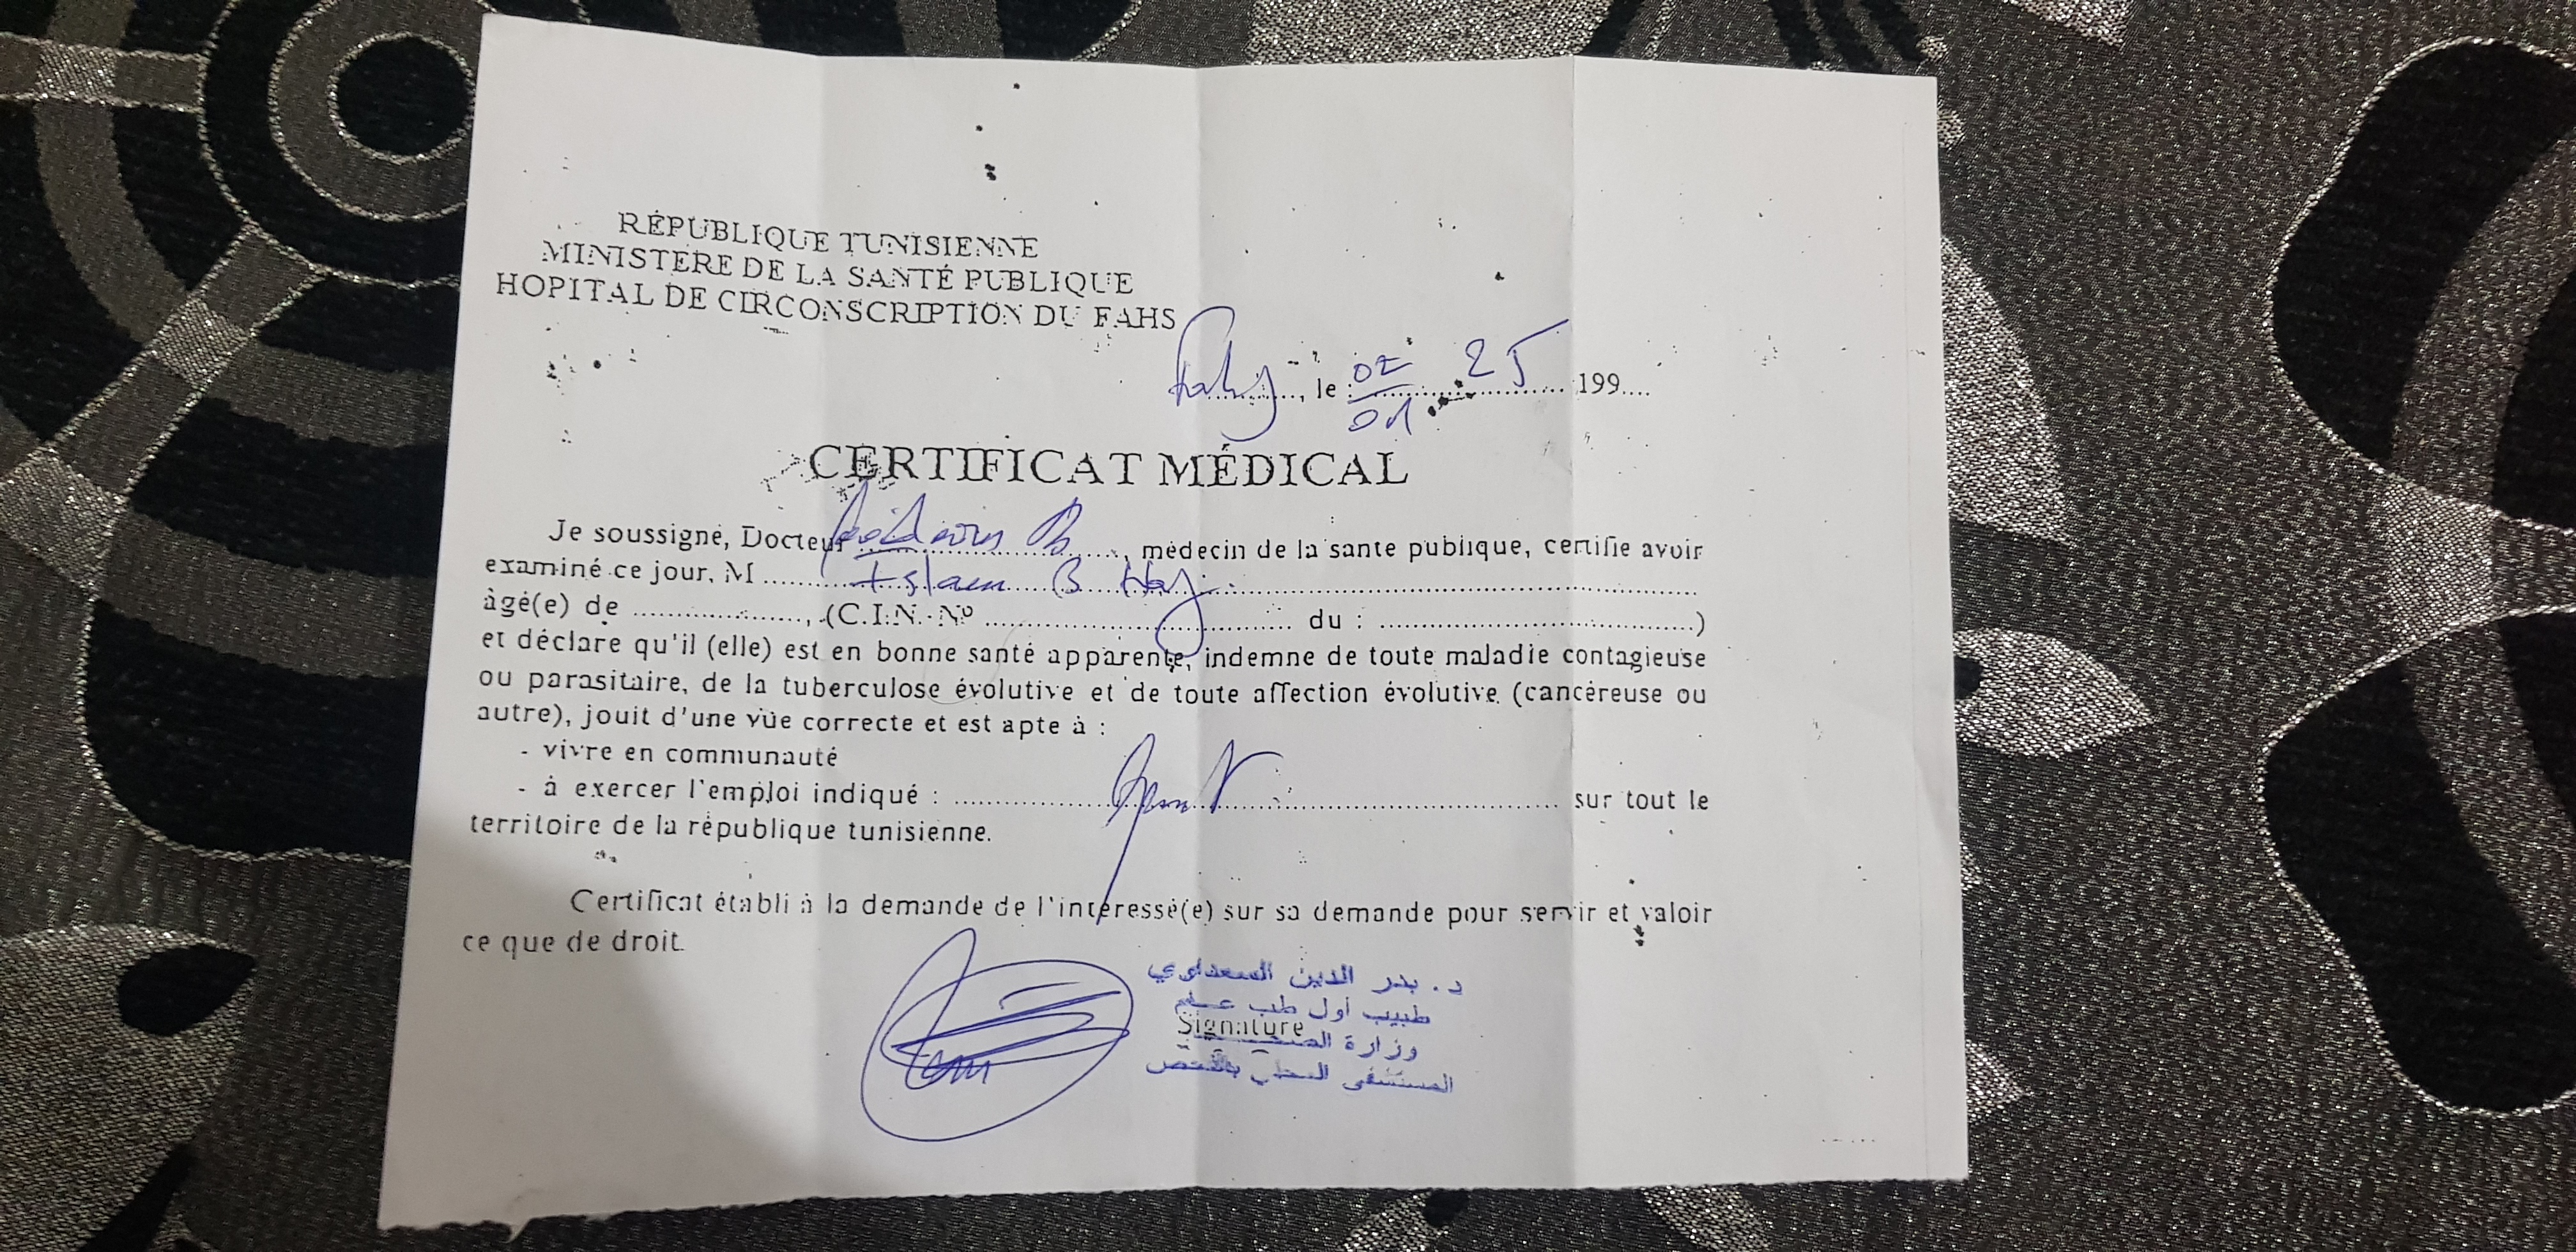 RÉPUBLIQUE TUNISIENNE
MINISTERE DE LA SANTÉ PUBLIQUE
HOPITAL DE CIRCONSCRIPTION DU FAHS
Fahs, le : 02/01 25 199....
CERTIFICAT MÉDICAL
Je soussigné, Docteur ............, médecin de la santé publique, certifie avoir
examiné ce jour, M ............ Islam B Haj ............
âgé(e) de ............, (C.I.N. N° ............ du : ............)
et déclare qu'il (elle) est en bonne santé apparente, indemne de toute maladie contagieuse
ou parasitaire, de la tuberculose évolutive et de toute affection évolutive (cancéreuse ou
autre), jouit d'une vue correcte et est apte à :
- vivre en communauté
- à exercer l'emploi indiqué : ............ sur tout le
territoire de la république tunisienne.
Certificat établi à la demande de l'intéressé(e) sur sa demande pour servir et valoir
ce que de droit.
د. بدر الدين السعداوي
طبيب أول طب عام
Signature
وزارة الصحة
المستشفى المحلي بالفحص